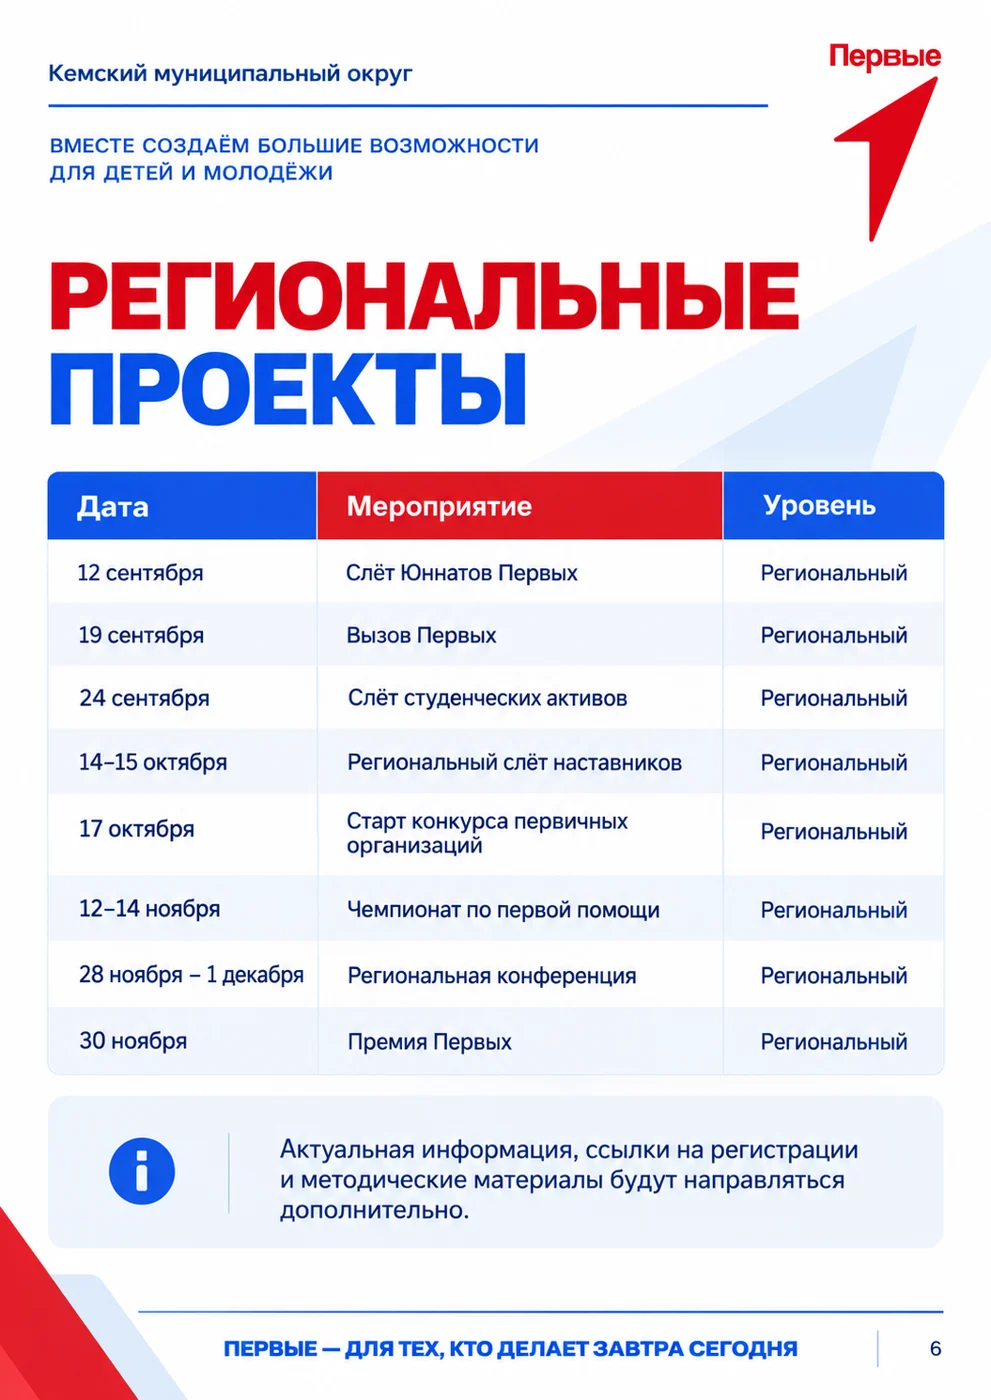 Первые
Кемский муниципальный округ
ВМЕСТЕ СОЗДАЁМ БОЛЬШИЕ ВОЗМОЖНОСТИ
ДЛЯ ДЕТЕЙ И МОЛОДЁЖИ
РЕГИОНАЛЬНЫЕ
ПРОЕКТЫ
Дата Мероприятие Уровень
12 сентября Слёт Юннатов Первых Региональный
19 сентября Вызов Первых Региональный
24 сентября Слёт студенческих активов Региональный
14–15 октября Региональный слёт наставников Региональный
17 октября Старт конкурса первичных
организаций Региональный
12–14 ноября Чемпионат по первой помощи Региональный
28 ноября – 1 декабря Региональная конференция Региональный
30 ноября Премия Первых Региональный
Актуальная информация, ссылки на регистрации
и методические материалы будут направляться
дополнительно.
ПЕРВЫЕ — ДЛЯ ТЕХ, КТО ДЕЛАЕТ ЗАВТРА СЕГОДНЯ 6